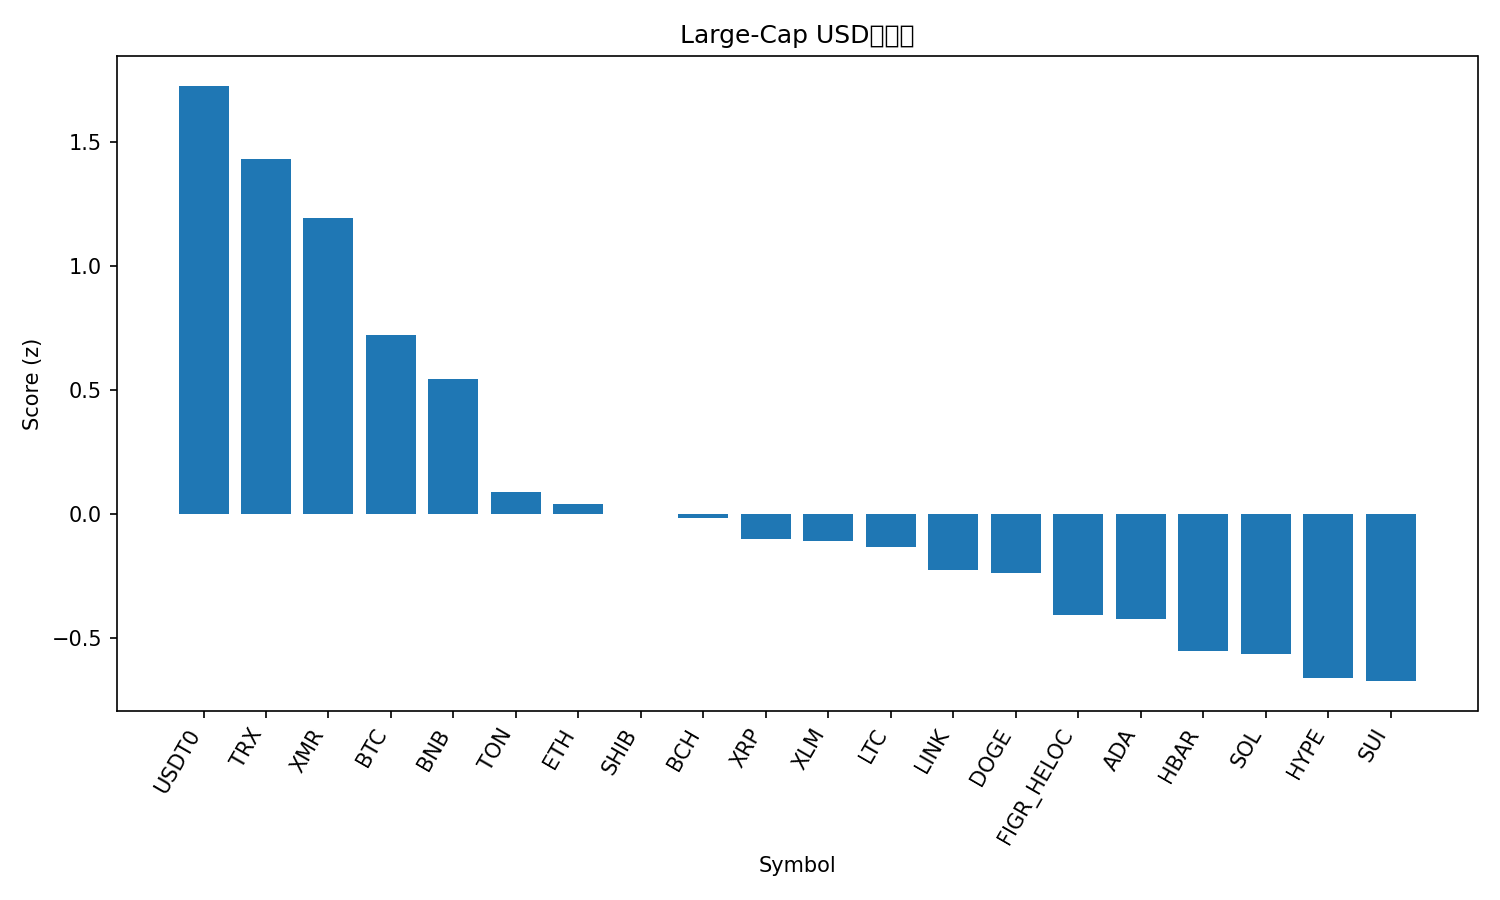 Large-Cap USD
1.5
1.0
0.5
0.0
−0.5
Score (z)
USDT0
TRX
XMR
BTC
BNB
TON
ETH
SHIB
BCH
XRP
XLM
LTC
LINK
DOGE
FIGR_HELOC
ADA
HBAR
SOL
HYPE
SUI
Symbol